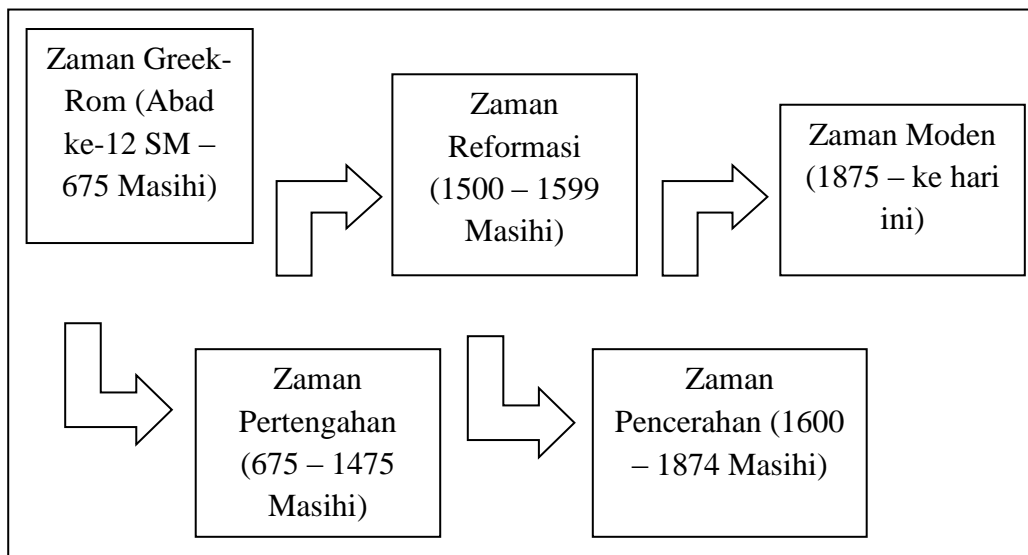 Zaman Greek-
Rom (Abad
ke-12 SM –
675 Masihi)
Zaman
Pertengahan
(675 – 1475
Masihi)
Zaman
Reformasi
(1500 – 1599
Masihi)
Zaman
Pencerahan (1600
– 1874 Masihi)
Zaman Moden
(1875 – ke hari
ini)